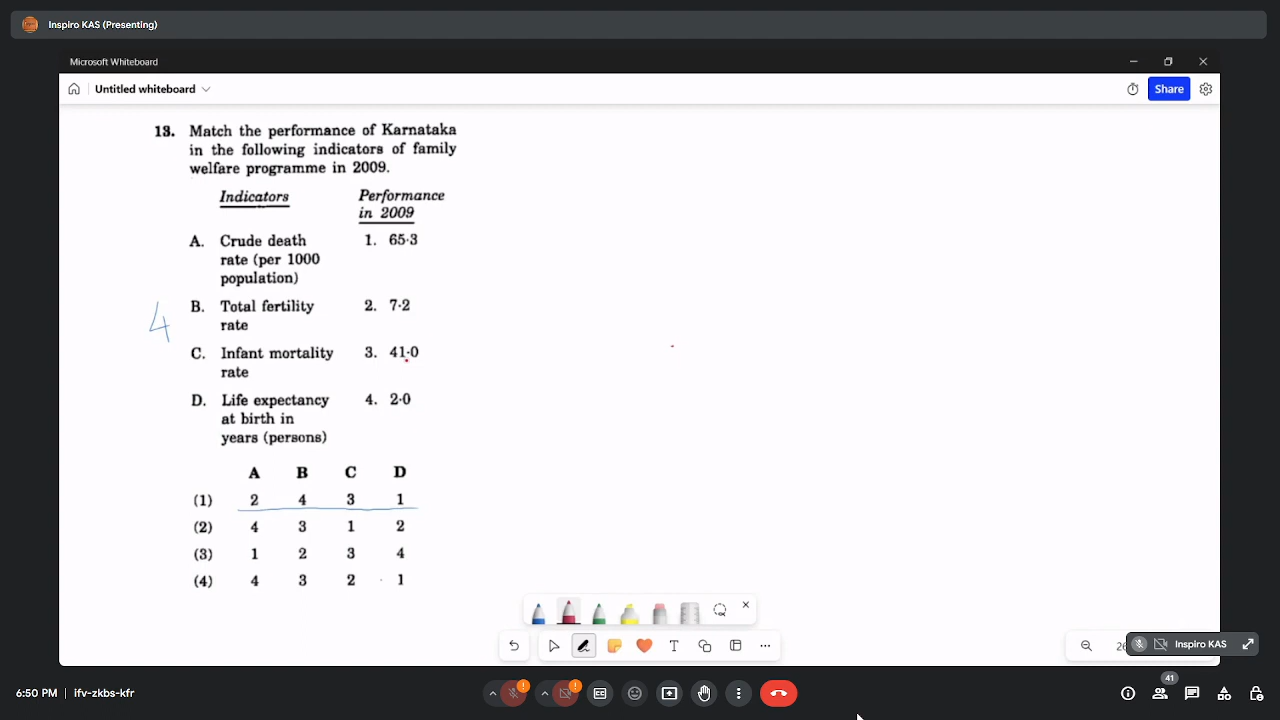 Inspiro KAS (Presenting)
Microsoft Whiteboard
Untitled whiteboard
Share
13. Match the performance of Karnataka
in the following indicators of family
welfare programme in 2009.
Indicators Performance
in 2009
A. Crude death 1. 65·3
rate (per 1000
population)
B. Total fertility 2. 7·2
rate
4
C. Infant mortality 3. 41·0
rate
D. Life expectancy 4. 2·0
at birth in
years (persons)
A B C D
(1) 2 4 3 1
(2) 4 3 1 2
(3) 1 2 3 4
(4) 4 3 2 1
Inspiro KAS
6:50 PM | ifv-zkbs-kfr
41